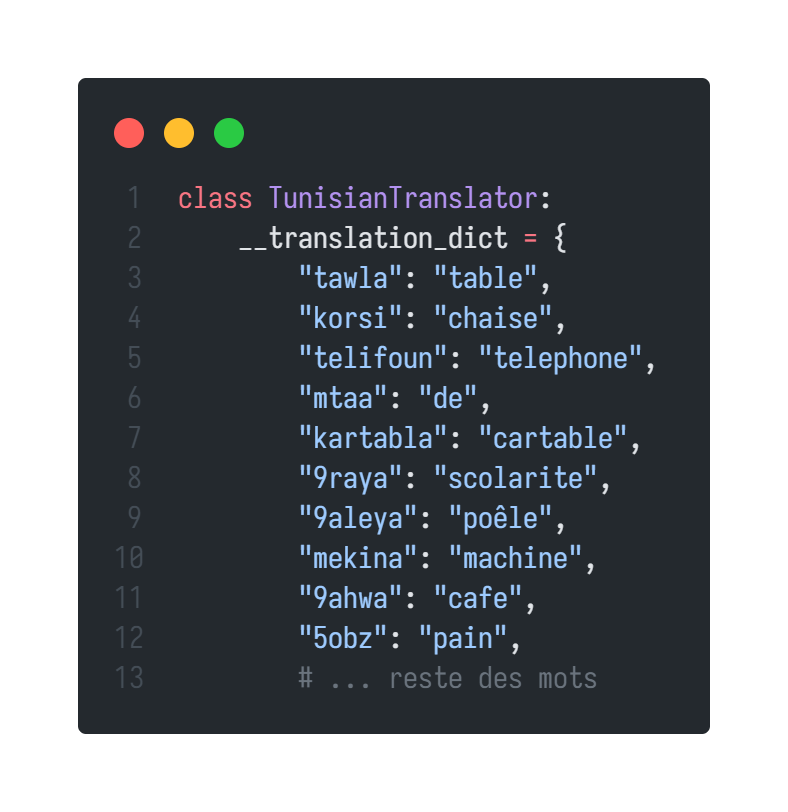 1 class TunisianTranslator:
2 __translation_dict = {
3 "tawla": "table",
4 "korsi": "chaise",
5 "telifoun": "telephone",
6 "mtaa": "de",
7 "kartabla": "cartable",
8 "9raya": "scolarite",
9 "9aleya": "poêle",
10 "mekina": "machine",
11 "9ahwa": "cafe",
12 "5obz": "pain",
13 # ... reste des mots